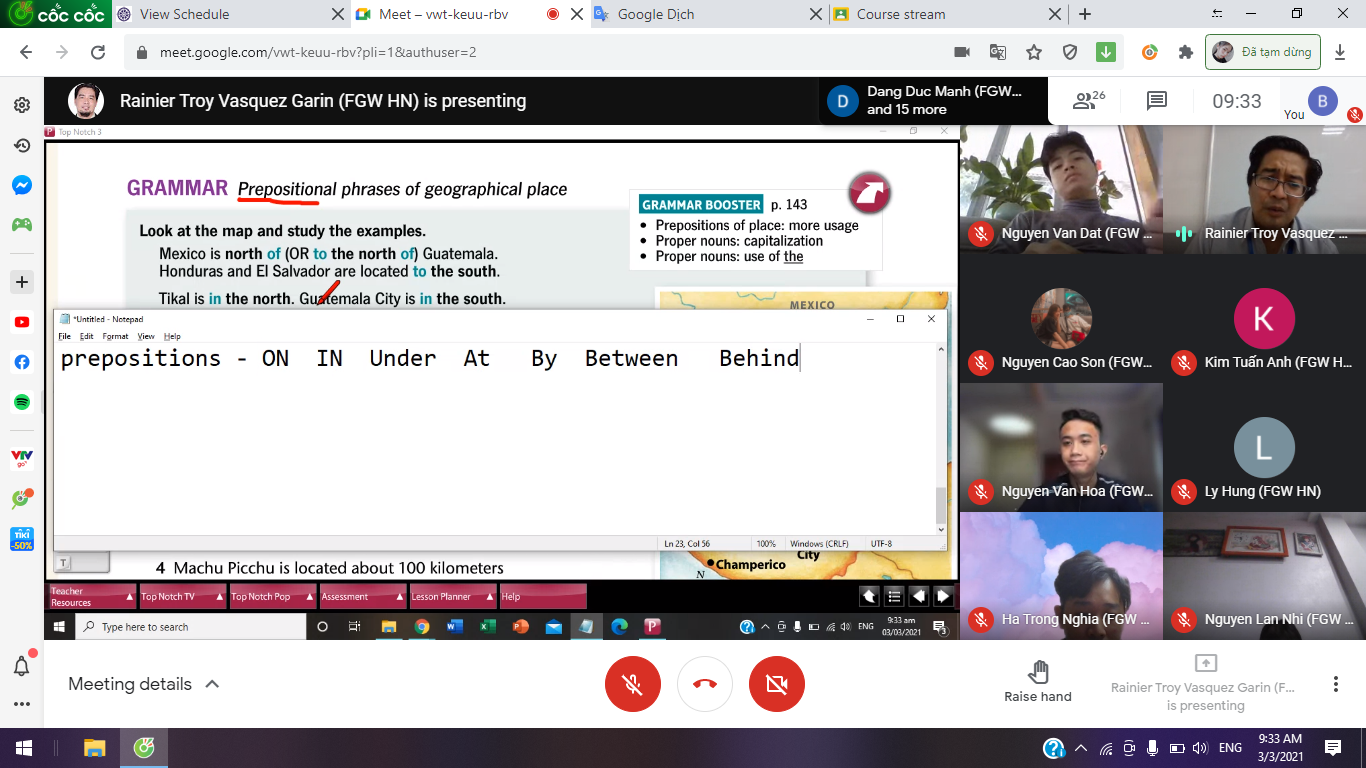 cốc cốc
View Schedule
Meet – vwt-keuu-rbv
Google Dịch
Course stream
meet.google.com/vwt-keuu-rbv?pli=1&authuser=2
Đã tạm dừng
Rainier Troy Vasquez Garin (FGW HN) is presenting
D
Dang Duc Manh (FGW...
and 15 more
26
09:33
You
B
Top Notch 3
GRAMMAR Prepositional phrases of geographical place
Look at the map and study the examples.
Mexico is north of (OR to the north of) Guatemala.
Honduras and El Salvador are located to the south.
Tikal is in the north. Guatemala City is in the south.
GRAMMAR BOOSTER p. 143
• Prepositions of place: more usage
• Proper nouns: capitalization
• Proper nouns: use of the
MEXICO
*Untitled - Notepad
File Edit Format View Help
prepositions - ON IN Under At By Between Behind
Ln 23, Col 56 100% Windows (CRLF) UTF-8
T
4 Machu Picchu is located about 100 kilometers
N
Champerico
City
Teacher
Resources
Top Notch TV
Top Notch Pop
Assessment
Lesson Planner
Help
Type here to search
ENG
9:33 am
03/03/2021
3
Nguyen Van Dat (FGW ...
Rainier Troy Vasquez ...
Nguyen Cao Son (FGW...
K
Kim Tuấn Anh (FGW H...
Nguyen Van Hoa (FGW...
L
Ly Hung (FGW HN)
Ha Trong Nghia (FGW ...
Nguyen Lan Nhi (FGW ...
VTV
go
TIKI
-50%
Meeting details
Raise hand
Rainier Troy Vasquez Garin (F...
is presenting
ENG
9:33 AM
3/3/2021